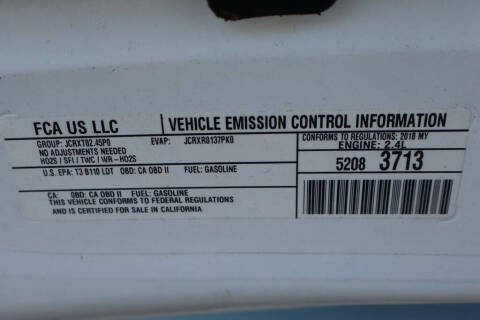 FCA US LLC VEHICLE EMISSION CONTROL INFORMATION
GROUP: JCRXT02.45P0 EVAP: JCRXR0137PK0 CONFORMS TO REGULATIONS: 2018 MY
NO ADJUSTMENTS NEEDED ENGINE: 2.4L
HO2S / SFI / TWC / WR-HO2S
5208 3713
U.S. EPA: T3 B110 LDT OBD: CA OBD II FUEL: GASOLINE
CA: OBD: CA OBD II FUEL: GASOLINE
THIS VEHICLE CONFORMS TO FEDERAL REGULATIONS
AND IS CERTIFIED FOR SALE IN CALIFORNIA